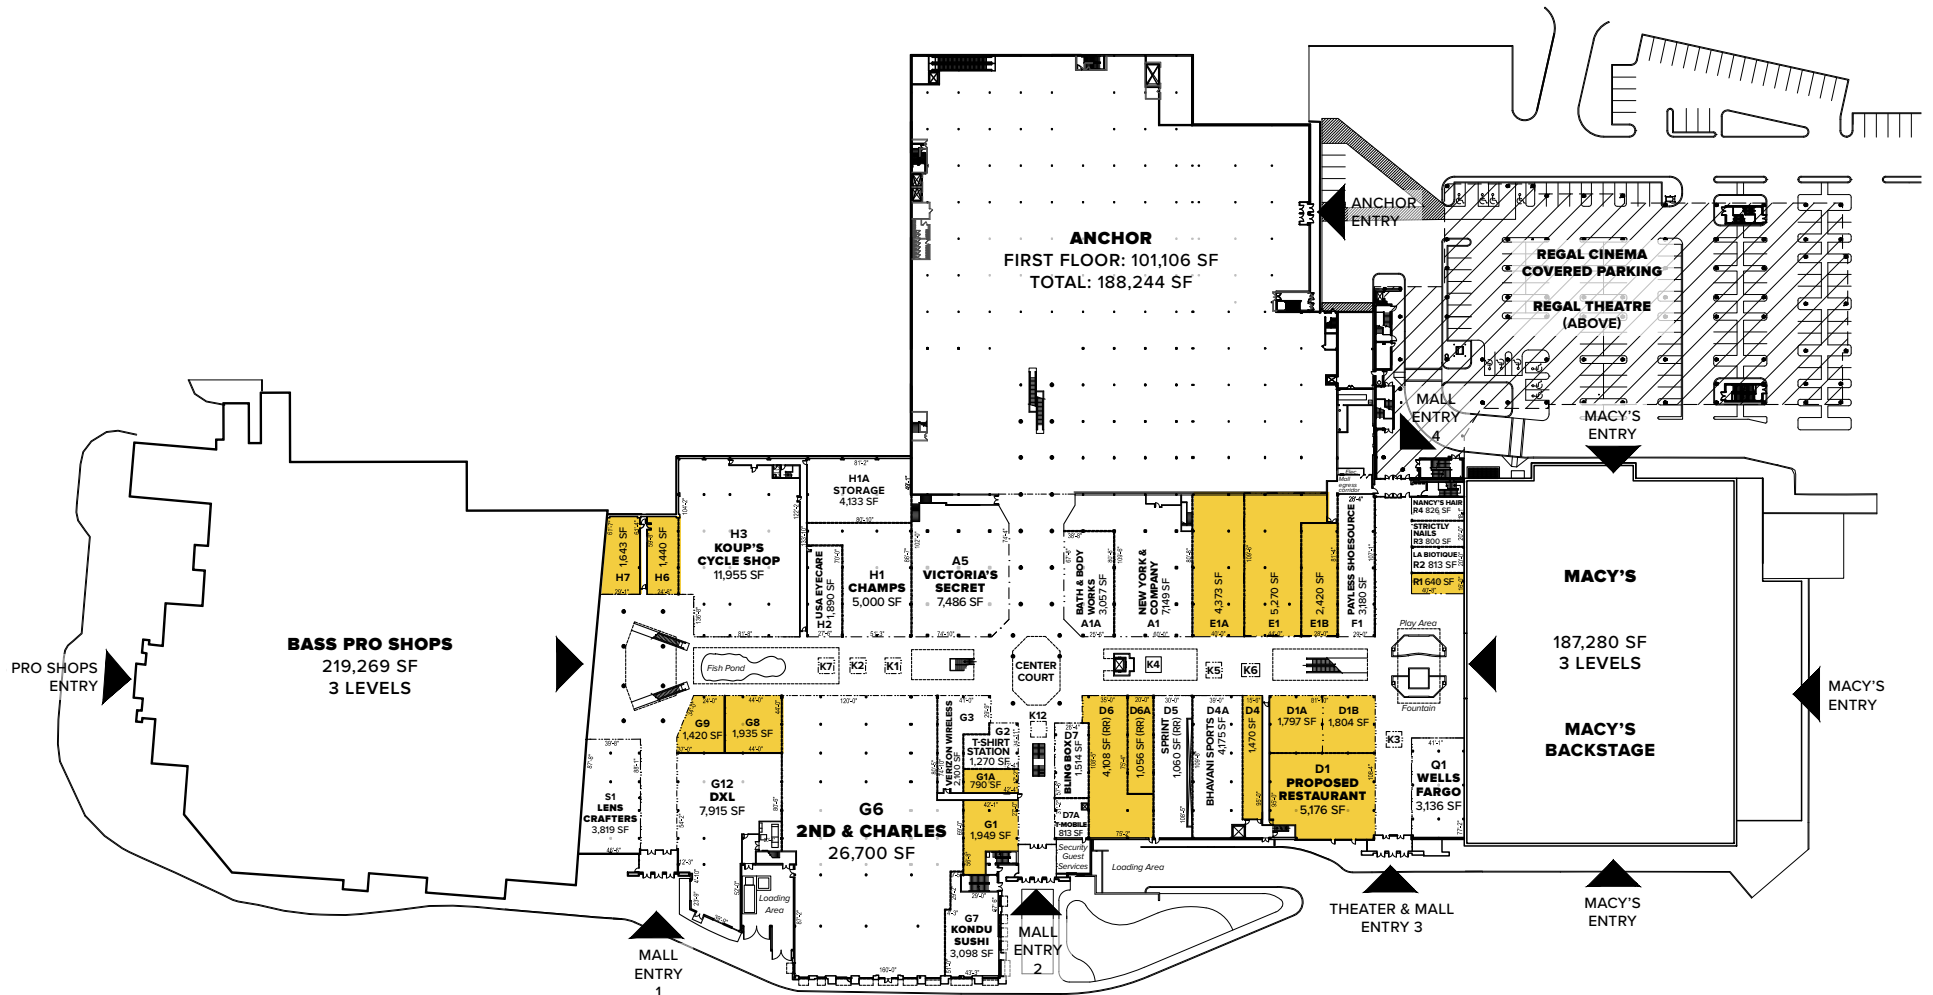 ANCHOR
FIRST FLOOR: 101,106 SF
TOTAL: 188,244 SF
ANCHOR
ENTRY
REGAL CINEMA
COVERED PARKING
REGAL THEATRE
(ABOVE)
MALL
ENTRY
4
MACY'S
ENTRY
PRO SHOPS
ENTRY
BASS PRO SHOPS
219,269 SF
3 LEVELS
1,643 SF
H7
1,440 SF
H6
H3
KOUP'S
CYCLE SHOP
11,955 SF
H1A
STORAGE
4,133 SF
USA EYECARE
1,890 SF
H2
H1
CHAMPS
5,000 SF
A5
VICTORIA'S
SECRET
7,486 SF
BATH & BODY
WORKS
3,057 SF
A1A
NEW YORK &
COMPANY
7,149 SF
A1
4,373 SF
E1A
5,270 SF
E1
2,420 SF
E1B
PAYLESS SHOESOURCE
3,180 SF
F1
Mall
egress
corridor
NANCY'S HAIR
R4 826 SF
STRICTLY
NAILS
R3 800 SF
LA BIOTIQUE
R2 813 SF
R1 640 SF
MACY'S
187,280 SF
3 LEVELS
MACY'S
BACKSTAGE
MACY'S
ENTRY
Play Area
Fountain
Fish Pond
K7
K2
K1
CENTER
COURT
K4
K5
K6
K12
K3
G9
1,420 SF
G8
1,935 SF
S1
LENS
CRAFTERS
3,819 SF
G12
DXL
7,915 SF
G6
2ND & CHARLES
26,700 SF
VERIZON WIRELESS
2,100 SF
G3
G2
T-SHIRT
STATION
1,270 SF
G1A
790 SF
G1
1,949 SF
G7
KONDU
SUSHI
3,098 SF
D7
BLING BOX
1,514 SF
D7A
T-MOBILE
813 SF
Security
Guest
Services
D6
4,108 SF (RR)
D6A
1,056 SF (RR)
D5
SPRINT
1,060 SF (RR)
D4A
BHAVANI SPORTS
4,175 SF
D4
1,470 SF
D1A
1,797 SF
D1B
1,804 SF
D1
PROPOSED
RESTAURANT
5,176 SF
Q1
WELLS
FARGO
3,136 SF
Loading
Area
Loading Area
MALL
ENTRY
1
MALL
ENTRY
2
THEATER & MALL
ENTRY 3
MACY'S
ENTRY